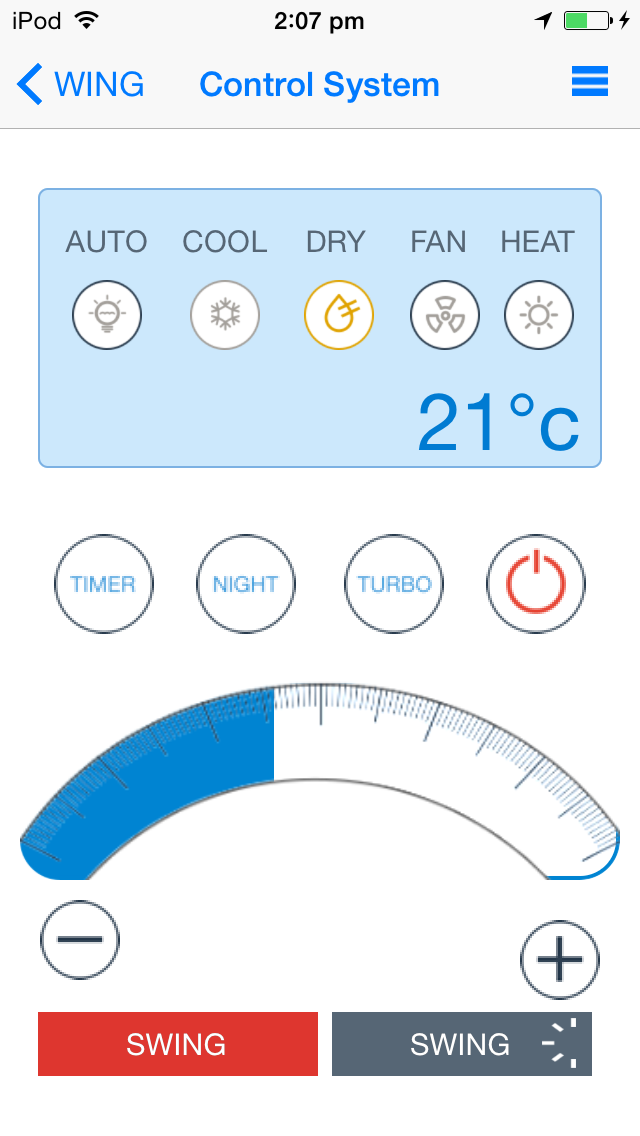 iPod 2:07 pm
WING Control System
AUTO COOL DRY FAN HEAT
21°c
TIMER NIGHT TURBO
SWING SWING